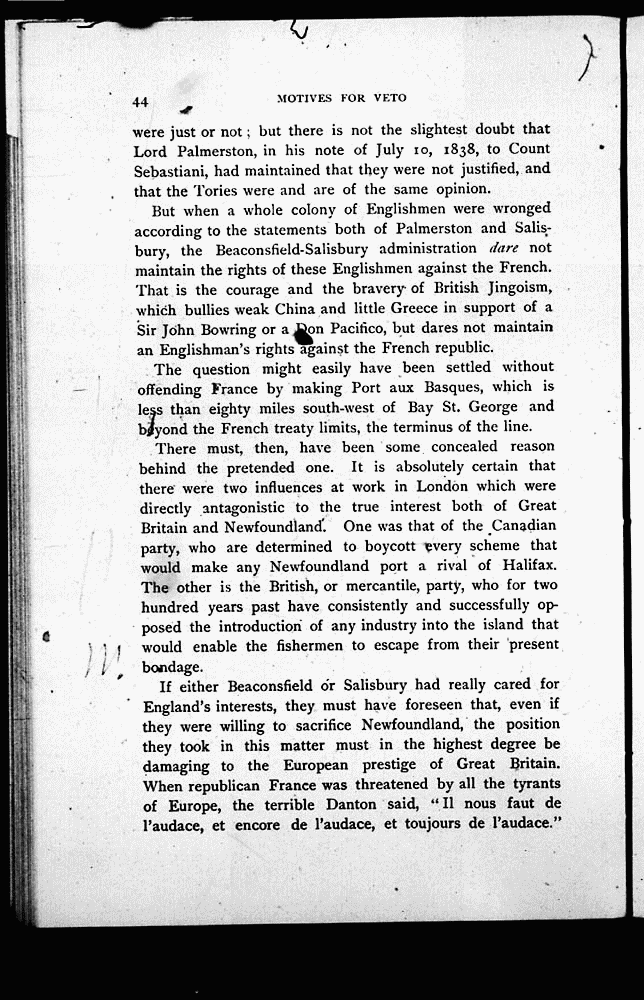 44
MOTIVES FOR VETO
were just or not; but there is not the slightest doubt that
Lord Palmerston, in his note of July 10, 1838, to Count
Sebastiani, had maintained that they were not justified, and
that the Tories were and are of the same opinion.
But when a whole colony of Englishmen were wronged
according to the statements both of Palmerston and Salis-
bury, the Beaconsfield-Salisbury administration dare not
maintain the rights of these Englishmen against the French.
That is the courage and the bravery of British Jingoism,
which bullies weak China and little Greece in support of a
Sir John Bowring or a Don Pacifico, but dares not maintain
an Englishman's rights against the French republic.
The question might easily have been settled without
offending France by making Port aux Basques, which is
less than eighty miles south-west of Bay St. George and
beyond the French treaty limits, the terminus of the line.
There must, then, have been some concealed reason
behind the pretended one. It is absolutely certain that
there were two influences at work in London which were
directly antagonistic to the true interest both of Great
Britain and Newfoundland. One was that of the Canadian
party, who are determined to boycott every scheme that
would make any Newfoundland port a rival of Halifax.
The other is the British, or mercantile, party, who for two
hundred years past have consistently and successfully op-
posed the introduction of any industry into the island that
would enable the fishermen to escape from their present
bondage.
If either Beaconsfield or Salisbury had really cared for
England's interests, they must have foreseen that, even if
they were willing to sacrifice Newfoundland, the position
they took in this matter must in the highest degree be
damaging to the European prestige of Great Britain.
When republican France was threatened by all the tyrants
of Europe, the terrible Danton said, "Il nous faut de
l'audace, et encore de l'audace, et toujours de l'audace."